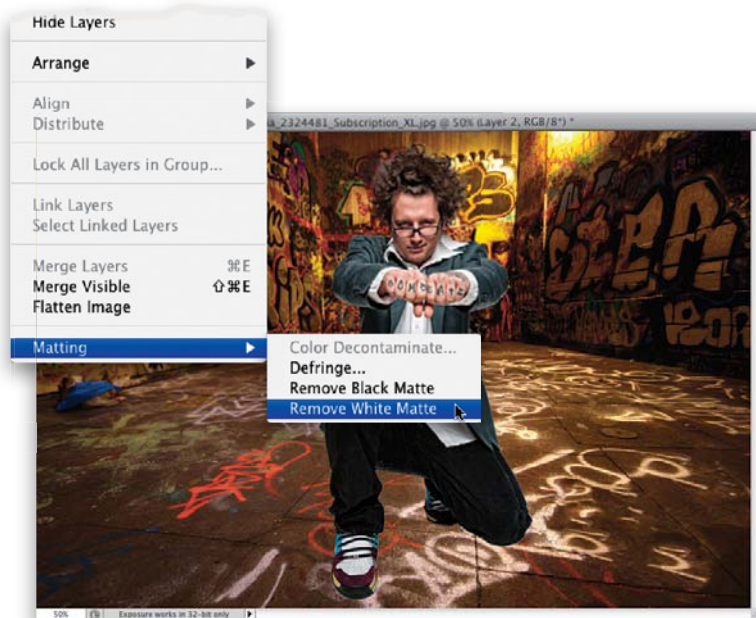 Hide Layers
Arrange
Align
Distribute
Lock All Layers in Group...
Link Layers
Select Linked Layers
Merge Layers ⌘E
Merge Visible ⇧⌘E
Flatten Image
Matting
ia_2324481_Subscription_XL.jpg @ 50% (Layer 2, RGB/8*) *
Color Decontaminate...
Defringe...
Remove Black Matte
Remove White Matte
50% Exposure works in 32-bit only